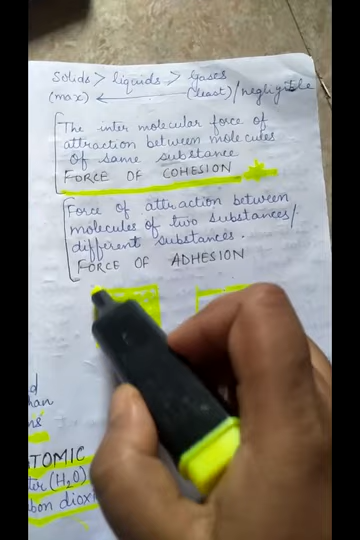 solids > liquids > gases
(max) ← (least)/negligible
The inter molecular force of
attraction between molecules
of same substance
FORCE OF COHESION
Force of attraction between
molecules of two substances/
different substances.
FORCE OF ADHESION
TOMIC
ter (H₂O)
bon dioxi